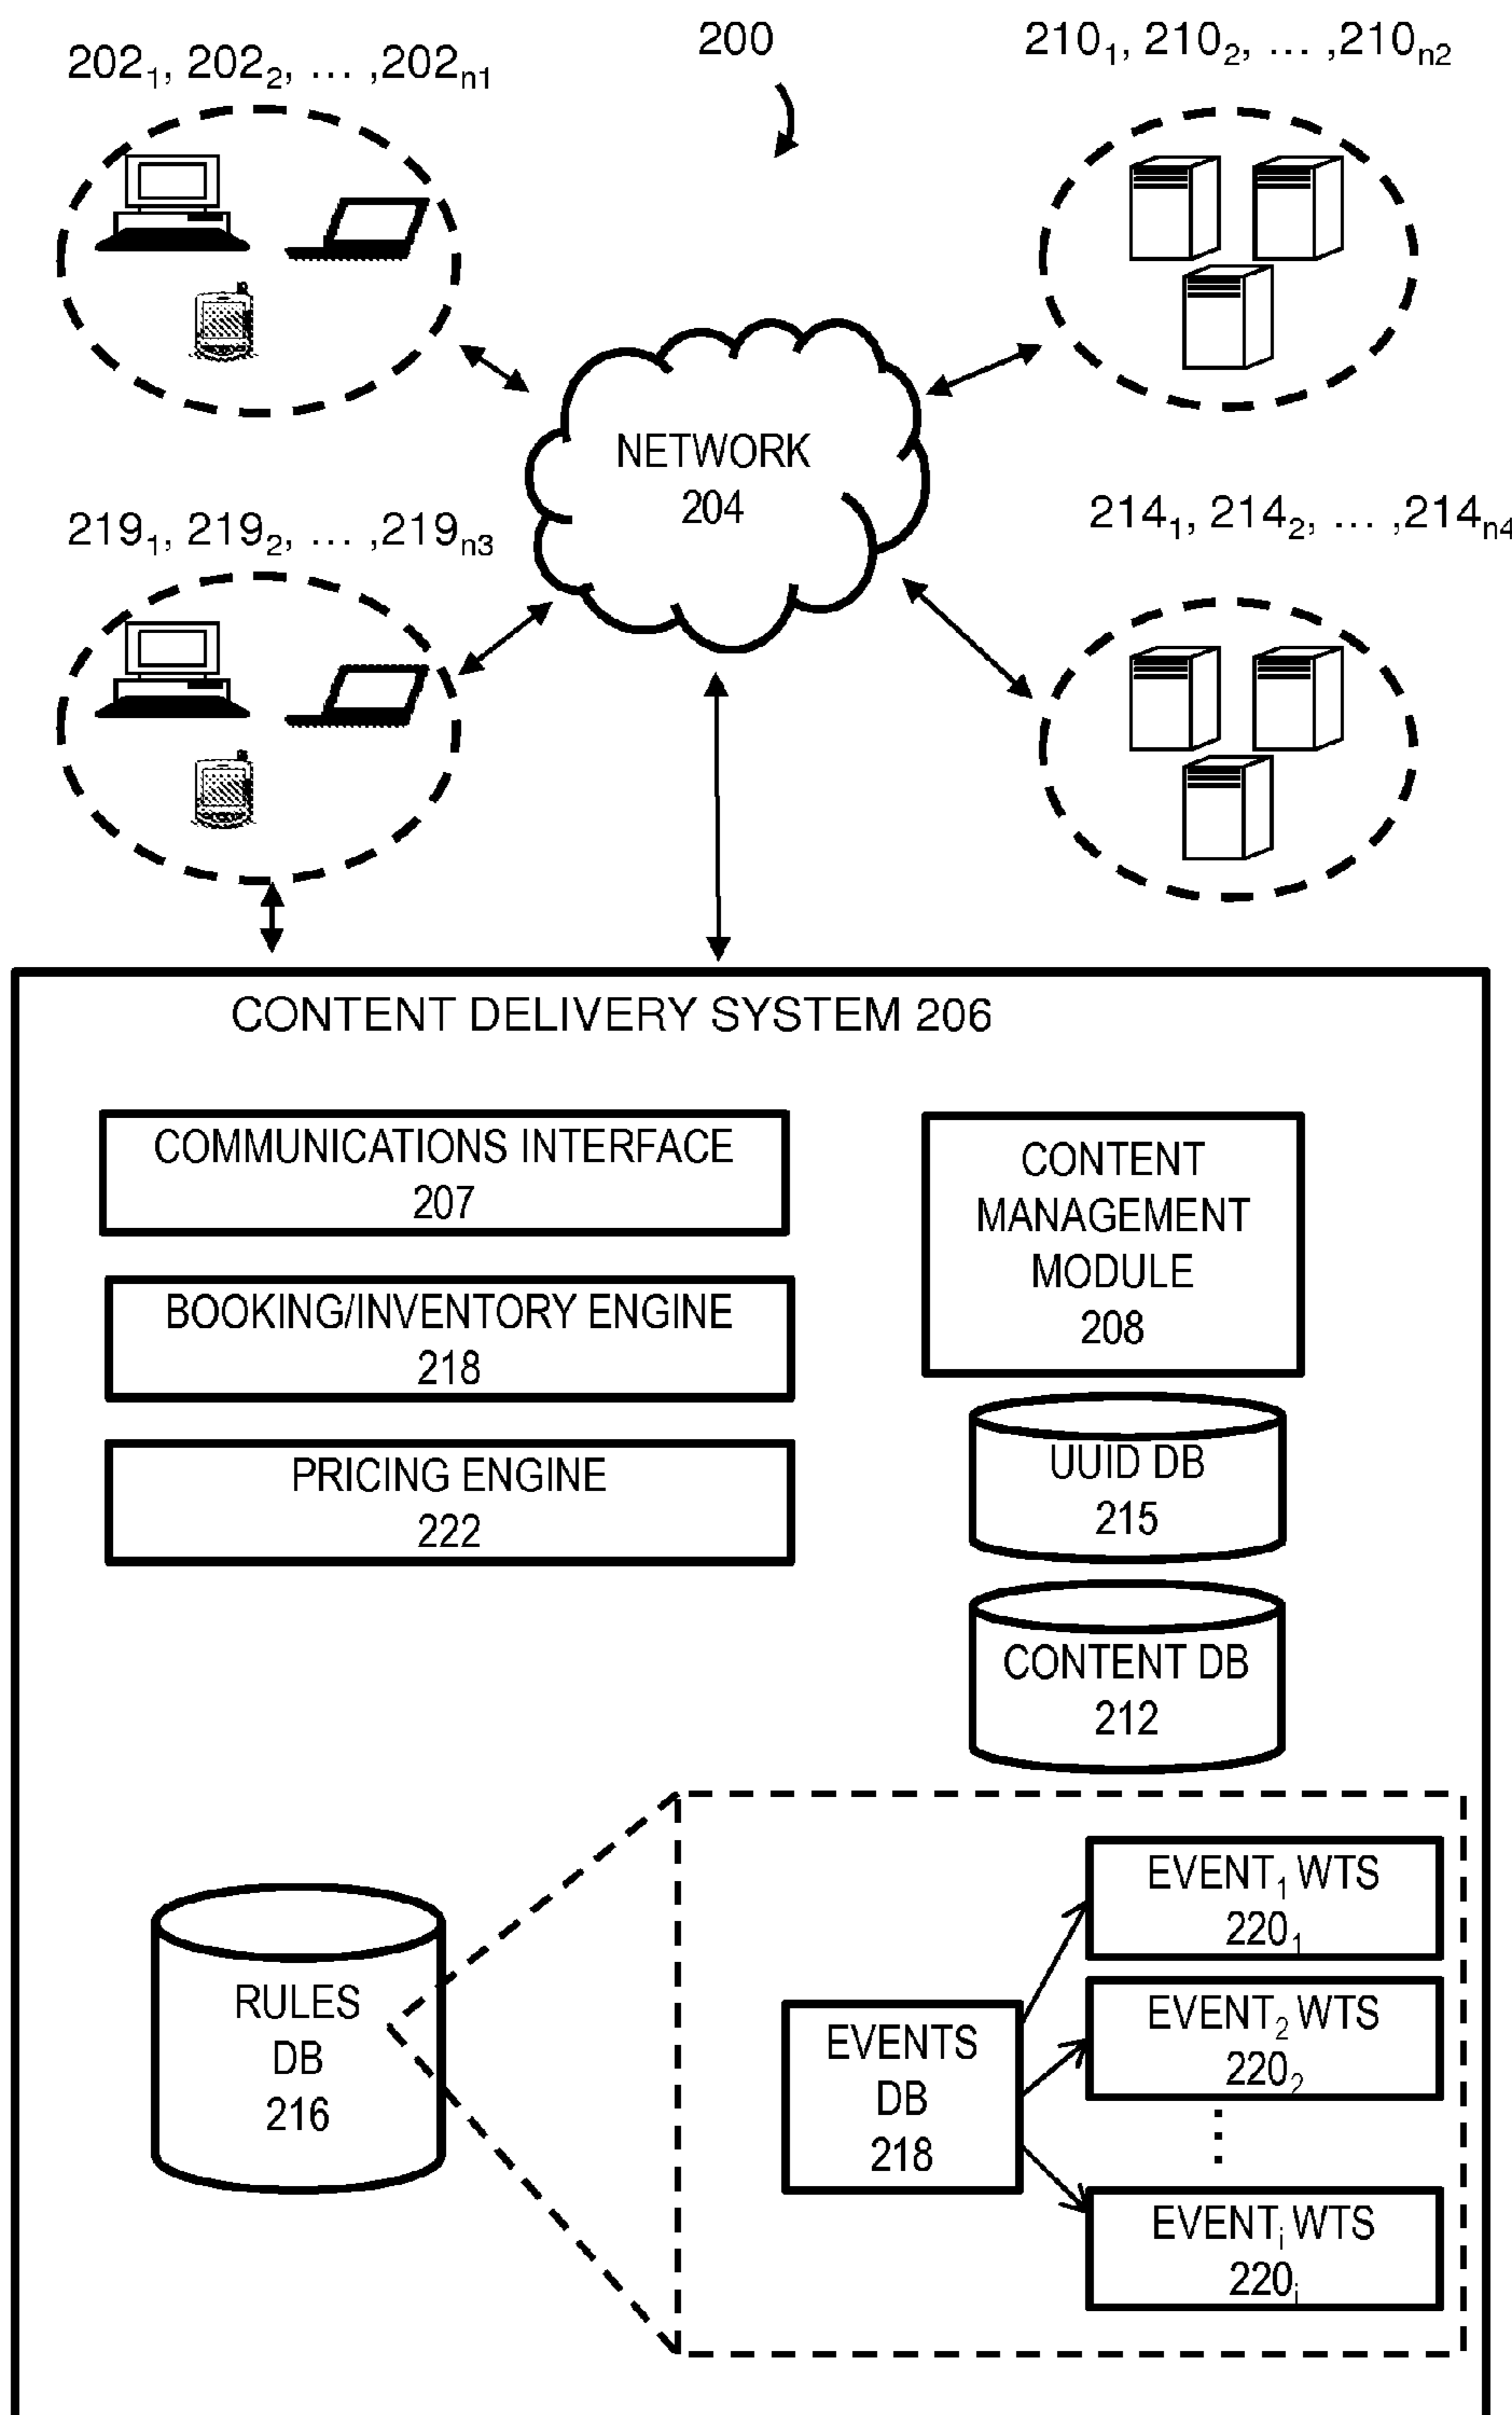 200
202₁, 202₂, ... ,202ₙ₁
210₁, 210₂, ... ,210ₙ₂
NETWORK
204
219₁, 219₂, ... ,219ₙ₃
214₁, 214₂, ... ,214ₙ₄
CONTENT DELIVERY SYSTEM 206
COMMUNICATIONS INTERFACE
207
BOOKING/INVENTORY ENGINE
218
PRICING ENGINE
222
CONTENT
MANAGEMENT
MODULE
208
UUID DB
215
CONTENT DB
212
RULES
DB
216
EVENTS
DB
218
EVENT₁ WTS
220₁
EVENT₂ WTS
220₂
⋮
EVENTᵢ WTS
220ᵢ